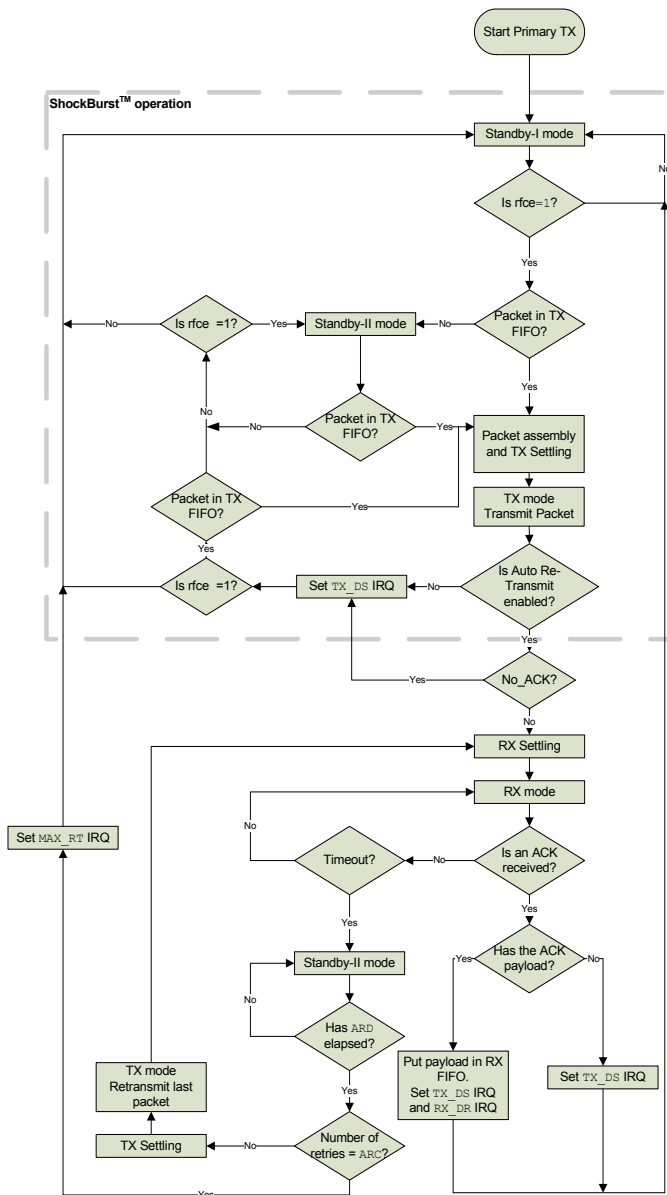 Start Primary TX
ShockBurst™ operation
Standby-I mode
No
Is rfce=1?
Yes
Is rfce =1?
No
Yes
Standby-II mode
No
Packet in TX
FIFO?
Yes
No
Packet in TX
FIFO?
No
Yes
Packet assembly
and TX Settling
Packet in TX
FIFO?
Yes
TX mode
Transmit Packet
Yes
Is rfce =1?
Set TX_DS IRQ
No
Is Auto Re-
Transmit
enabled?
Yes
Yes
No_ACK?
No
RX Settling
RX mode
No
Set MAX_RT IRQ
Timeout?
No
Is an ACK
received?
Yes
Yes
Standby-II mode
Yes
Has the ACK
payload?
No
No
Has ARD
elapsed?
TX mode
Retransmit last
packet
Put payload in RX
FIFO.
Set TX_DS IRQ
and RX_DR IRQ
Set TX_DS IRQ
Yes
TX Settling
No
Number of
retries = ARC?
Yes